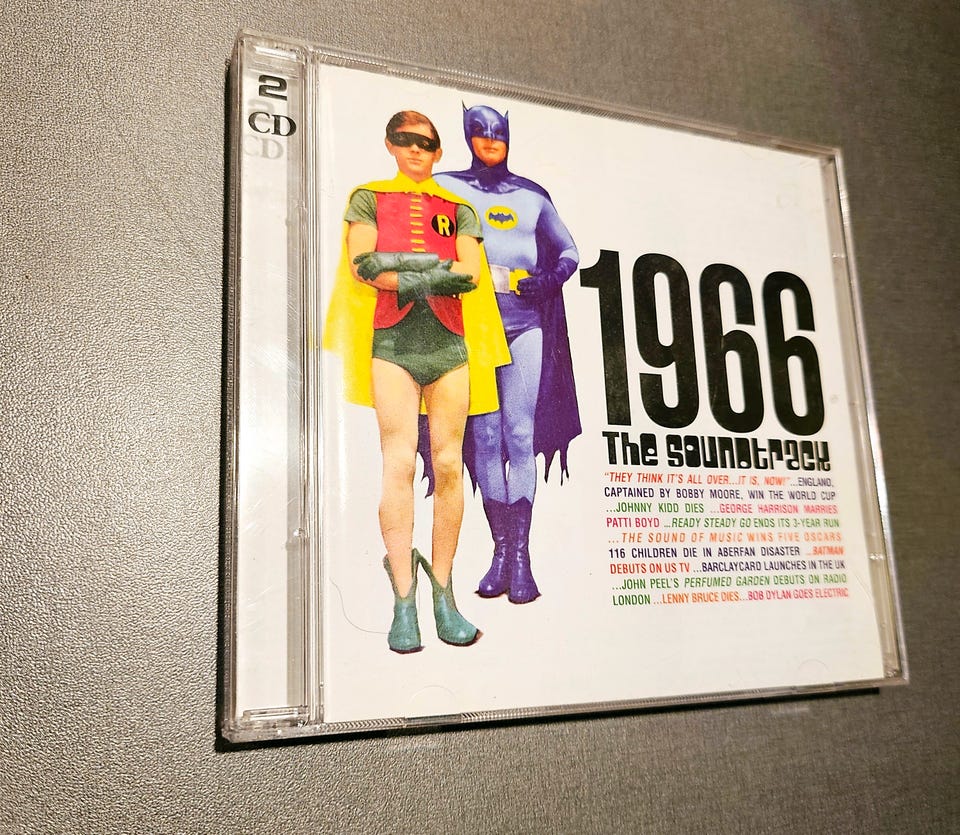 2
CD
R
1966
The Soundtrack
"THEY THINK IT'S ALL OVER...IT IS, NOW!"...ENGLAND,
CAPTAINED BY BOBBY MOORE, WIN THE WORLD CUP
...JOHNNY KIDD DIES ...GEORGE HARRISON MARRIES
PATTI BOYD ...READY STEADY GO ENDS ITS 3-YEAR RUN
...THE SOUND OF MUSIC WINS FIVE OSCARS
116 CHILDREN DIE IN ABERFAN DISASTER ...BATMAN
DEBUTS ON US TV ...BARCLAYCARD LAUNCHES IN THE UK
...JOHN PEEL'S PERFUMED GARDEN DEBUTS ON RADIO
LONDON ...LENNY BRUCE DIES...BOB DYLAN GOES ELECTRIC